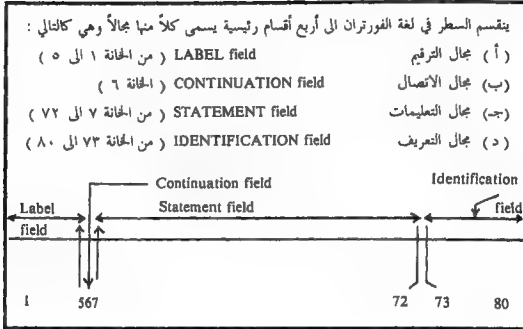 ينقسم السطر في لغة الفورتران الى أربع أقسام رئيسية يسمى كلاً منها مجالاً وهي كالتالي :
( أ ) مجال الترقيم LABEL field ( من الخانة ١ الى ٥ )
(ب) مجال الاتصال CONTINUATION field ( الخانة ٦ )
(جـ) مجال التعليمات STATEMENT field ( من الخانة ٧ الى ٧٢ )
( د ) مجال التعريف IDENTIFICATION field ( من الخانة ٧٣ الى ٨٠ )
Continuation field Identification
Label Statement field field
field
1 567 72 73 80